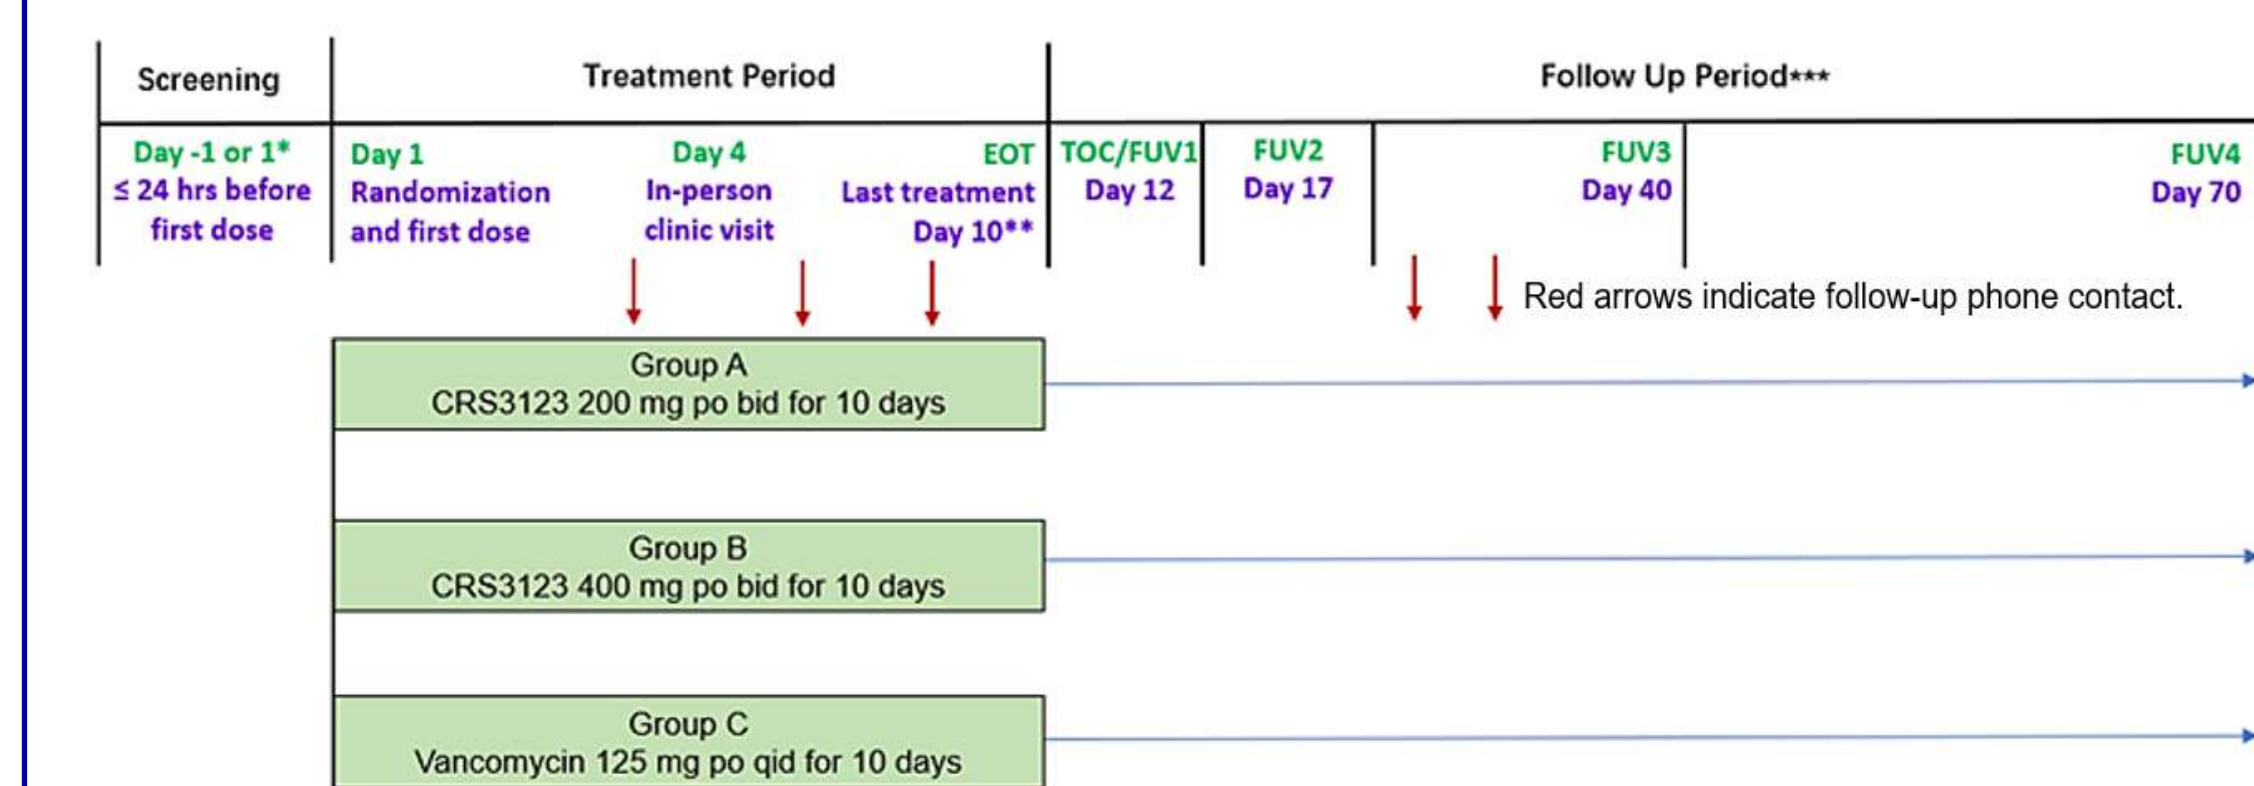 Screening
Treatment Period
Follow Up Period***
Day -1 or 1*
≤ 24 hrs before
first dose
Day 1
Randomization
and first dose
Day 4
In-person
clinic visit
EOT
Last treatment
Day 10**
TOC/FUV1
Day 12
FUV2
Day 17
FUV3
Day 40
FUV4
Day 70
Red arrows indicate follow-up phone contact.
Group A
CRS3123 200 mg po bid for 10 days
Group B
CRS3123 400 mg po bid for 10 days
Group C
Vancomycin 125 mg po qid for 10 days